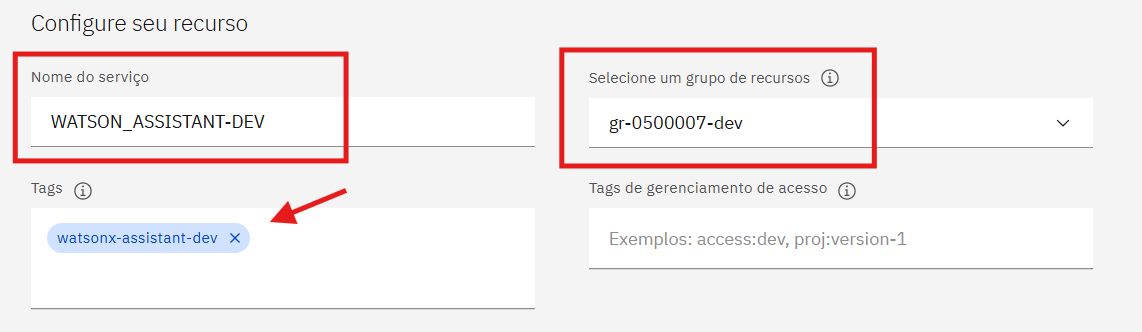 Configure seu recurso
Nome do serviço
WATSON_ASSISTANT-DEV
Selecione um grupo de recursos
gr-0500007-dev
Tags
watsonx-assistant-dev
Tags de gerenciamento de acesso
Exemplos: access:dev, proj:version-1